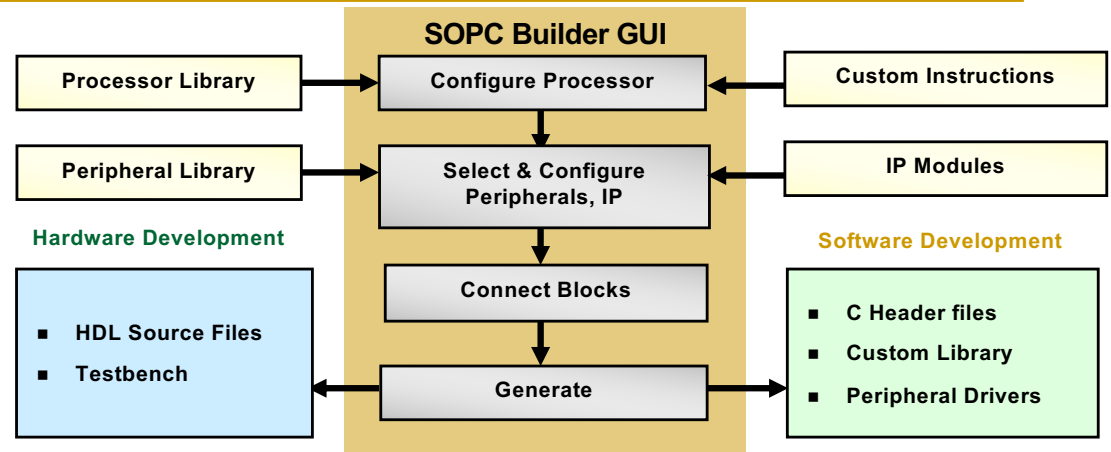 SOPC Builder GUI
Processor Library
Configure Processor
Custom Instructions
Peripheral Library
Select & Configure
Peripherals, IP
IP Modules
Hardware Development
Software Development
Connect Blocks
▪ HDL Source Files
▪ Testbench
Generate
▪ C Header files
▪ Custom Library
▪ Peripheral Drivers